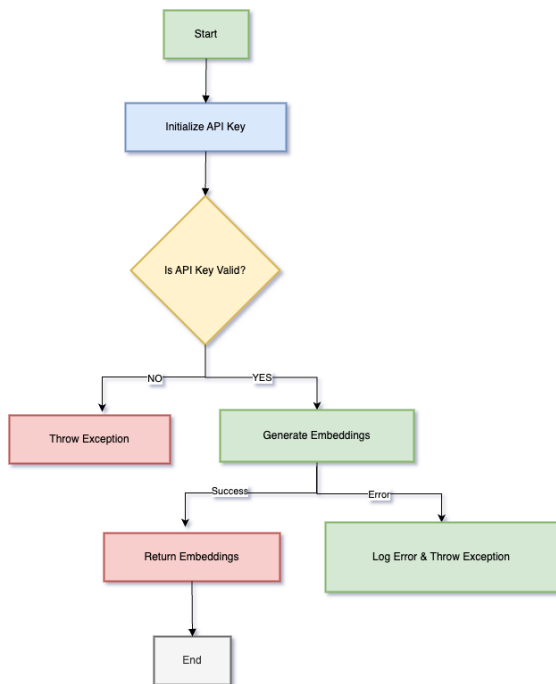 Start
Initialize API Key
Is API Key Valid?
NO
YES
Throw Exception
Generate Embeddings
Success
Error
Return Embeddings
Log Error & Throw Exception
End